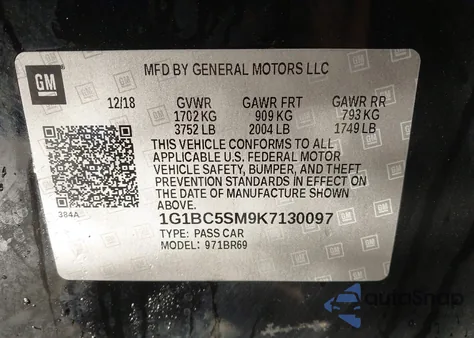 GM
MFD BY GENERAL MOTORS LLC
12/18 GVWR GAWR FRT GAWR RR
1702 KG 909 KG 793 KG
3752 LB 2004 LB 1749 LB
THIS VEHICLE CONFORMS TO ALL
APPLICABLE U.S. FEDERAL MOTOR
VEHICLE SAFETY, BUMPER, AND THEFT
PREVENTION STANDARDS IN EFFECT ON
THE DATE OF MANUFACTURE SHOWN
ABOVE.
384A
1G1BC5SM9K7130097
TYPE: PASS CAR
MODEL: 971BR69
AutoSnap